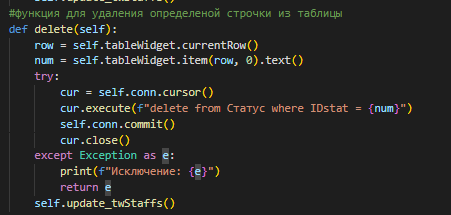 self.update_twStaffs()
#функция для удаления определеной строчки из таблицы
def delete(self):
row = self.tableWidget.currentRow()
num = self.tableWidget.item(row, 0).text()
try:
cur = self.conn.cursor()
cur.execute(f"delete from Статус where IDstat = {num}")
self.conn.commit()
cur.close()
except Exception as e:
print(f"Исключение: {e}")
return e
self.update_twStaffs()